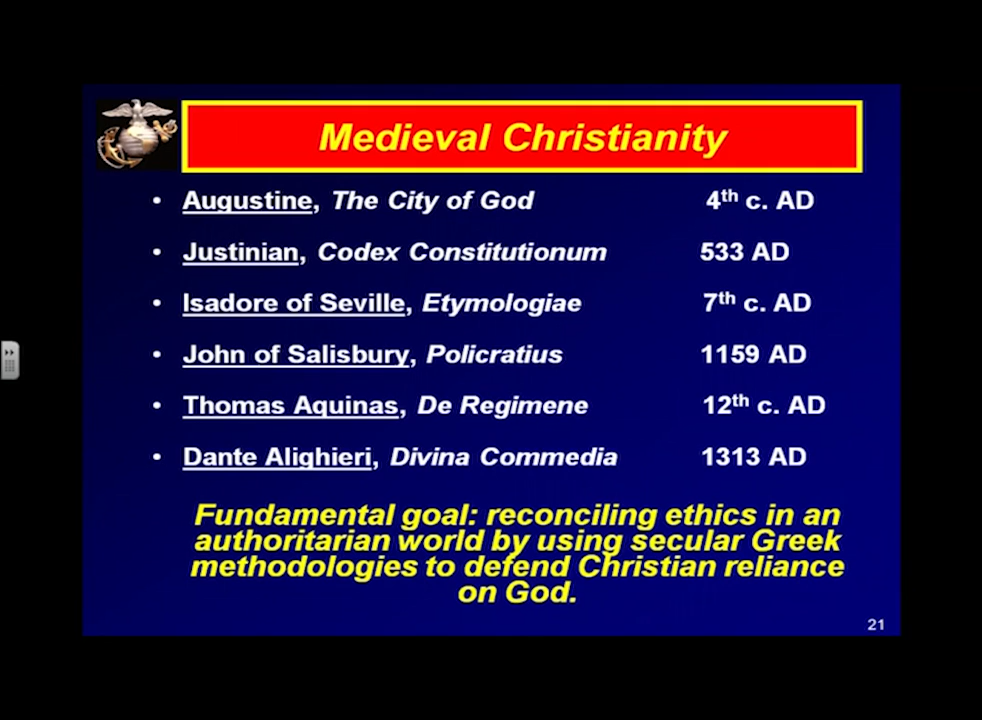 Medieval Christianity
• Augustine, The City of God 4th c. AD
• Justinian, Codex Constitutionum 533 AD
• Isadore of Seville, Etymologiae 7th c. AD
• John of Salisbury, Policratius 1159 AD
• Thomas Aquinas, De Regimene 12th c. AD
• Dante Alighieri, Divina Commedia 1313 AD
Fundamental goal: reconciling ethics in an
authoritarian world by using secular Greek
methodologies to defend Christian reliance
on God.
21